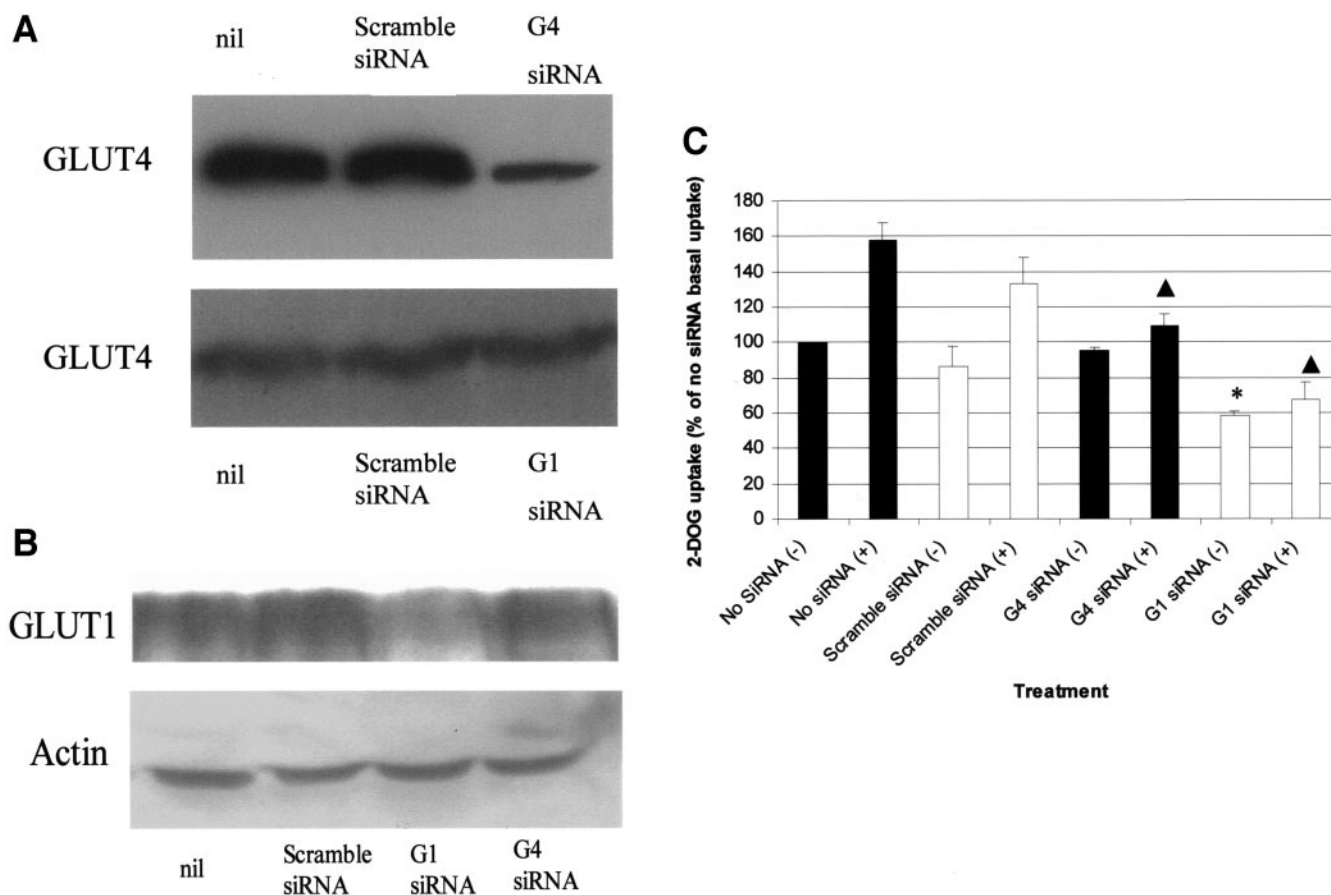 A
nil
Scramble
siRNA
G4
siRNA
GLUT4
GLUT4
nil
Scramble
siRNA
G1
siRNA
B
GLUT1
Actin
nil
Scramble
siRNA
G1
siRNA
G4
siRNA
C
2-DOG uptake (% of no siRNA basal uptake)
180
160
140
120
100
80
60
40
20
0
▲
*
▲
No SiRNA (-)
No siRNA (+)
Scramble siRNA (-)
Scramble siRNA (+)
G4 siRNA (-)
G4 siRNA (+)
G1 siRNA (-)
G1 siRNA (+)
Treatment